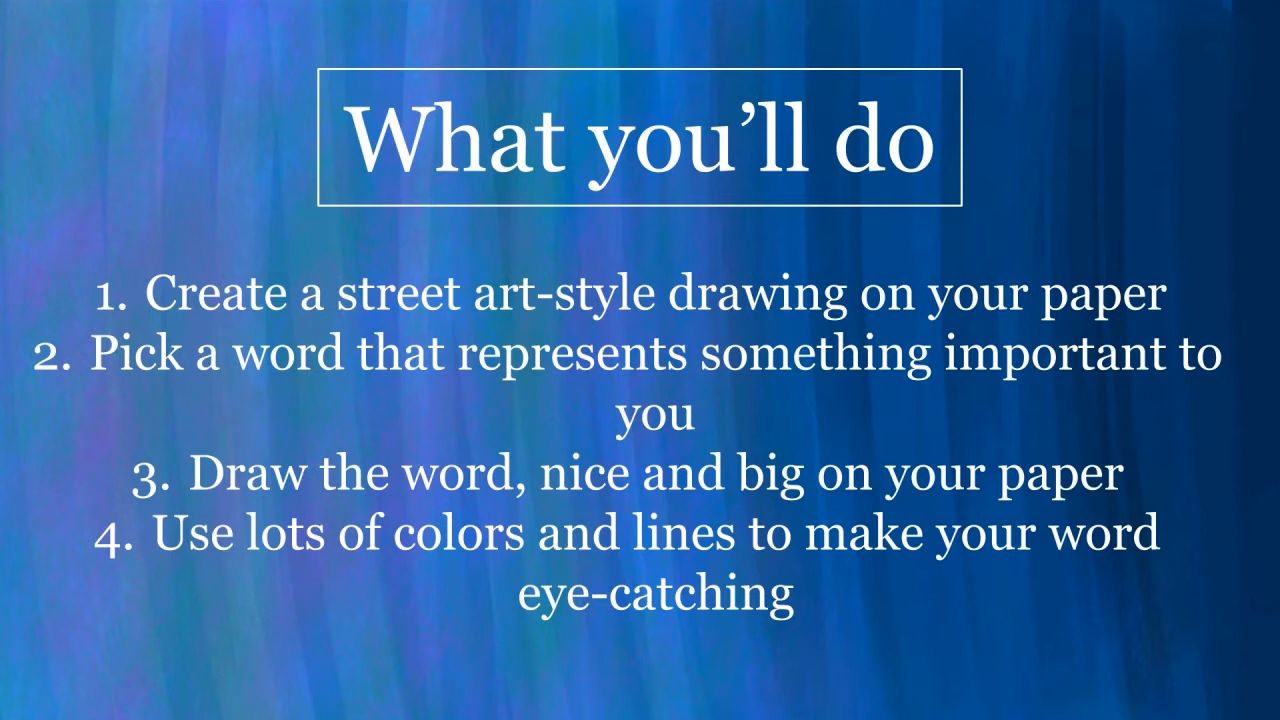 What you’ll do
1. Create a street art-style drawing on your paper
2. Pick a word that represents something important to
you
3. Draw the word, nice and big on your paper
4. Use lots of colors and lines to make your word
eye-catching